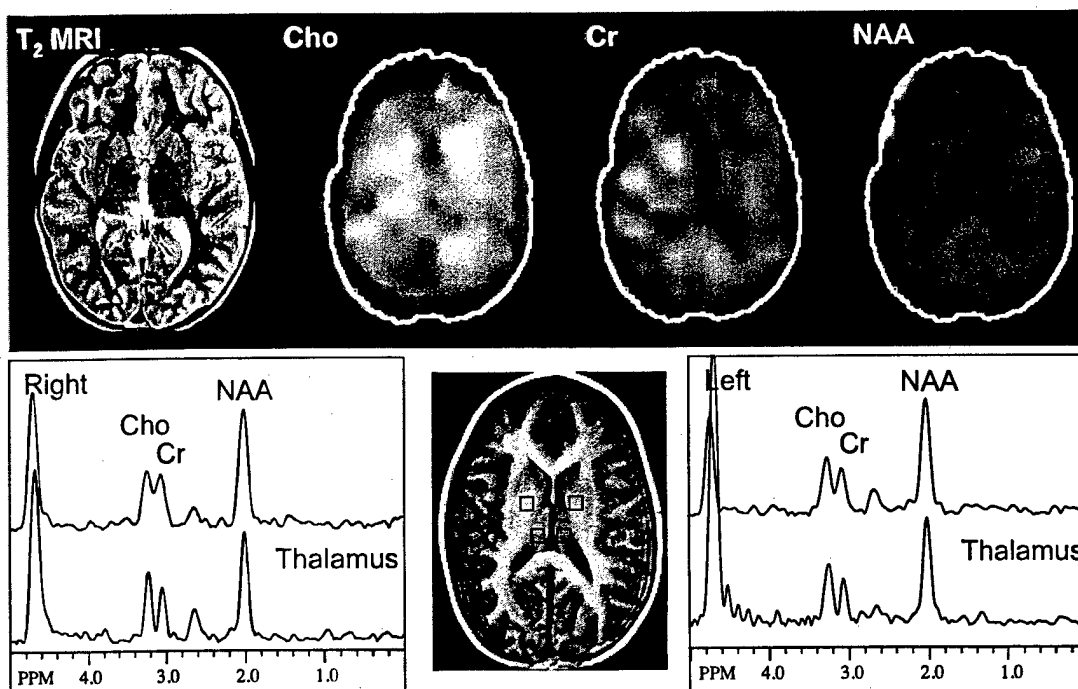 T2 MRI Cho Cr NAA
Right
NAA
Cho
Cr
Thalamus
PPM 4.0 3.0 2.0 1.0
Left
NAA
Cho
Cr
Thalamus
PPM 4.0 3.0 2.0 1.0